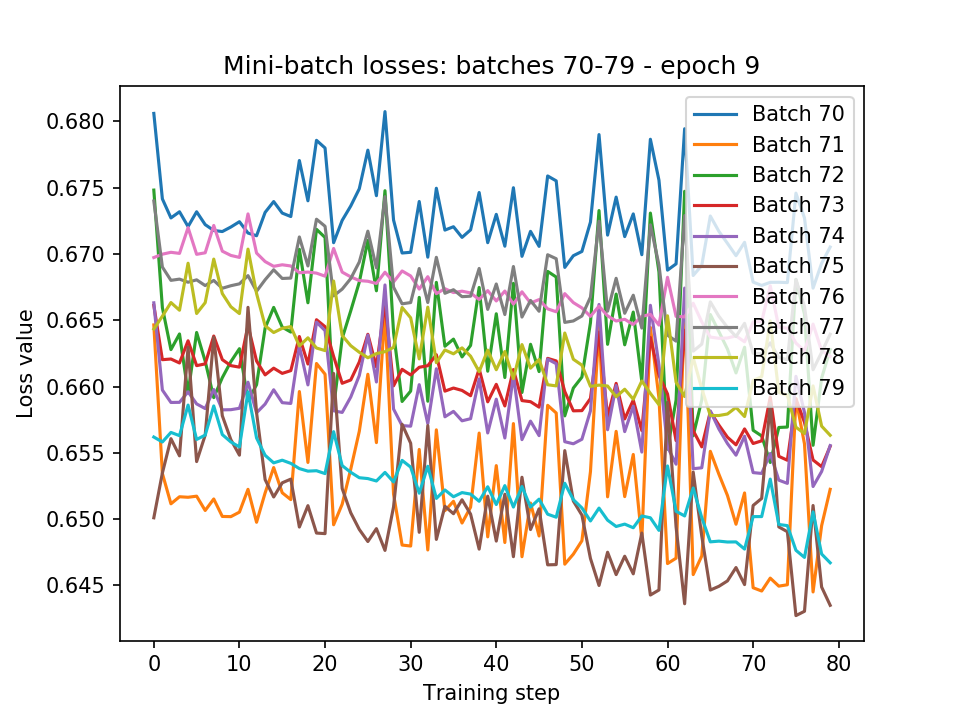 Mini-batch losses: batches 70-79 - epoch 9
Loss value
0.680
0.675
0.670
0.665
0.660
0.655
0.650
0.645
Batch 70
Batch 71
Batch 72
Batch 73
Batch 74
Batch 75
Batch 76
Batch 77
Batch 78
Batch 79
0 10 20 30 40 50 60 70 80
Training step